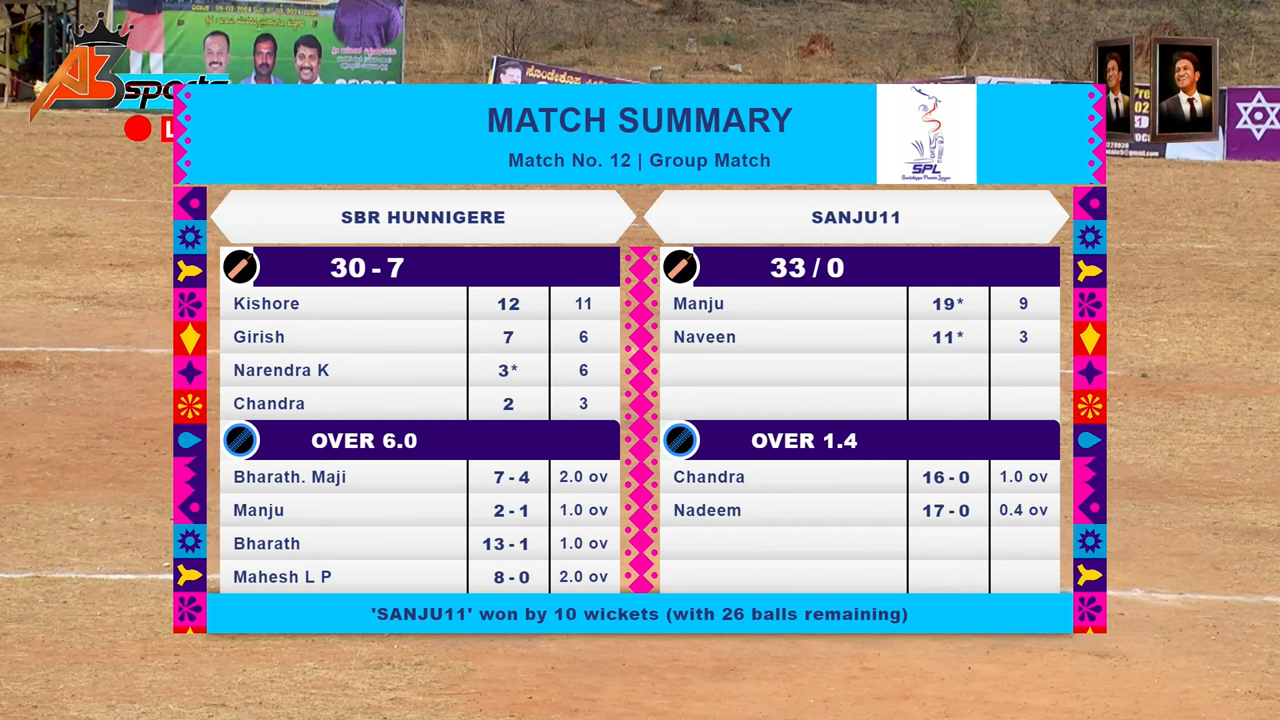 A3
sports
MATCH SUMMARY
Match No. 12 | Group Match
SPL
SBR HUNNIGERE
30 - 7
Kishore 12 11
Girish 7 6
Narendra K 3* 6
Chandra 2 3
OVER 6.0
Bharath. Maji 7 - 4 2.0 ov
Manju 2 - 1 1.0 ov
Bharath 13 - 1 1.0 ov
Mahesh L P 8 - 0 2.0 ov
SANJU11
33 / 0
Manju 19* 9
Naveen 11* 3
OVER 1.4
Chandra 16 - 0 1.0 ov
Nadeem 17 - 0 0.4 ov
'SANJU11' won by 10 wickets (with 26 balls remaining)